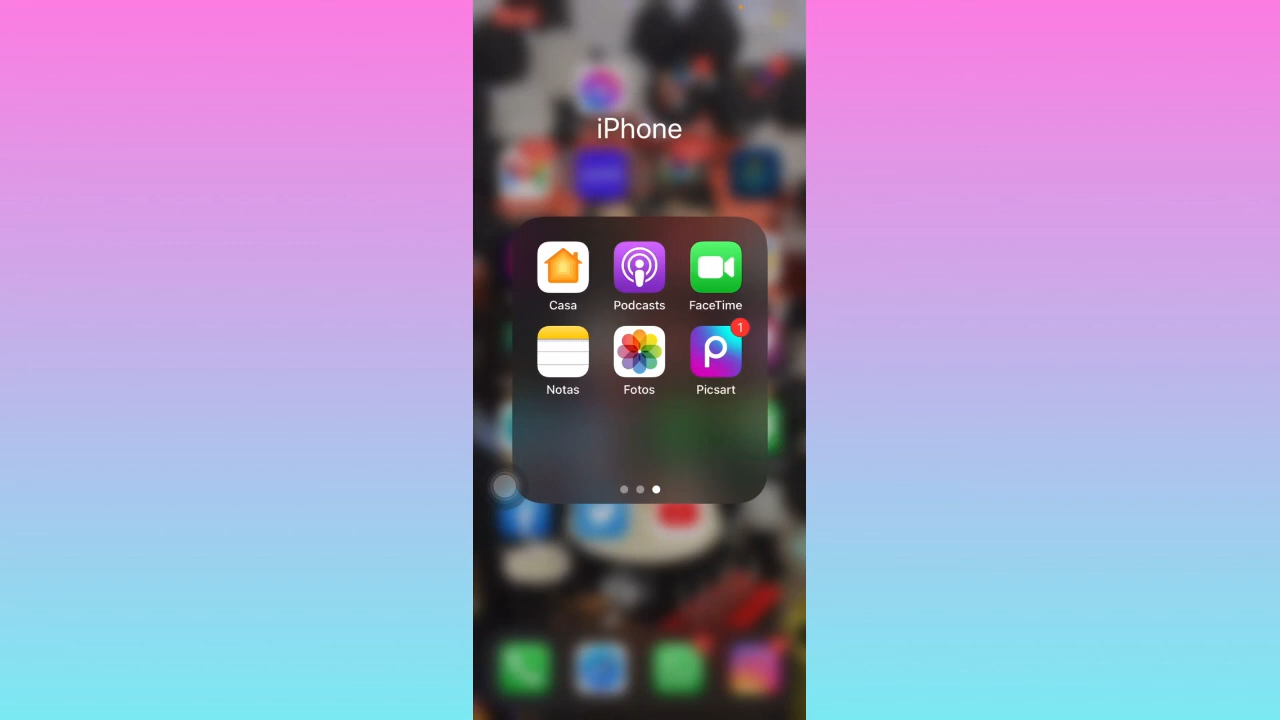 iPhone
Casa
Podcasts
FaceTime
1
Notas
Fotos
Picsart